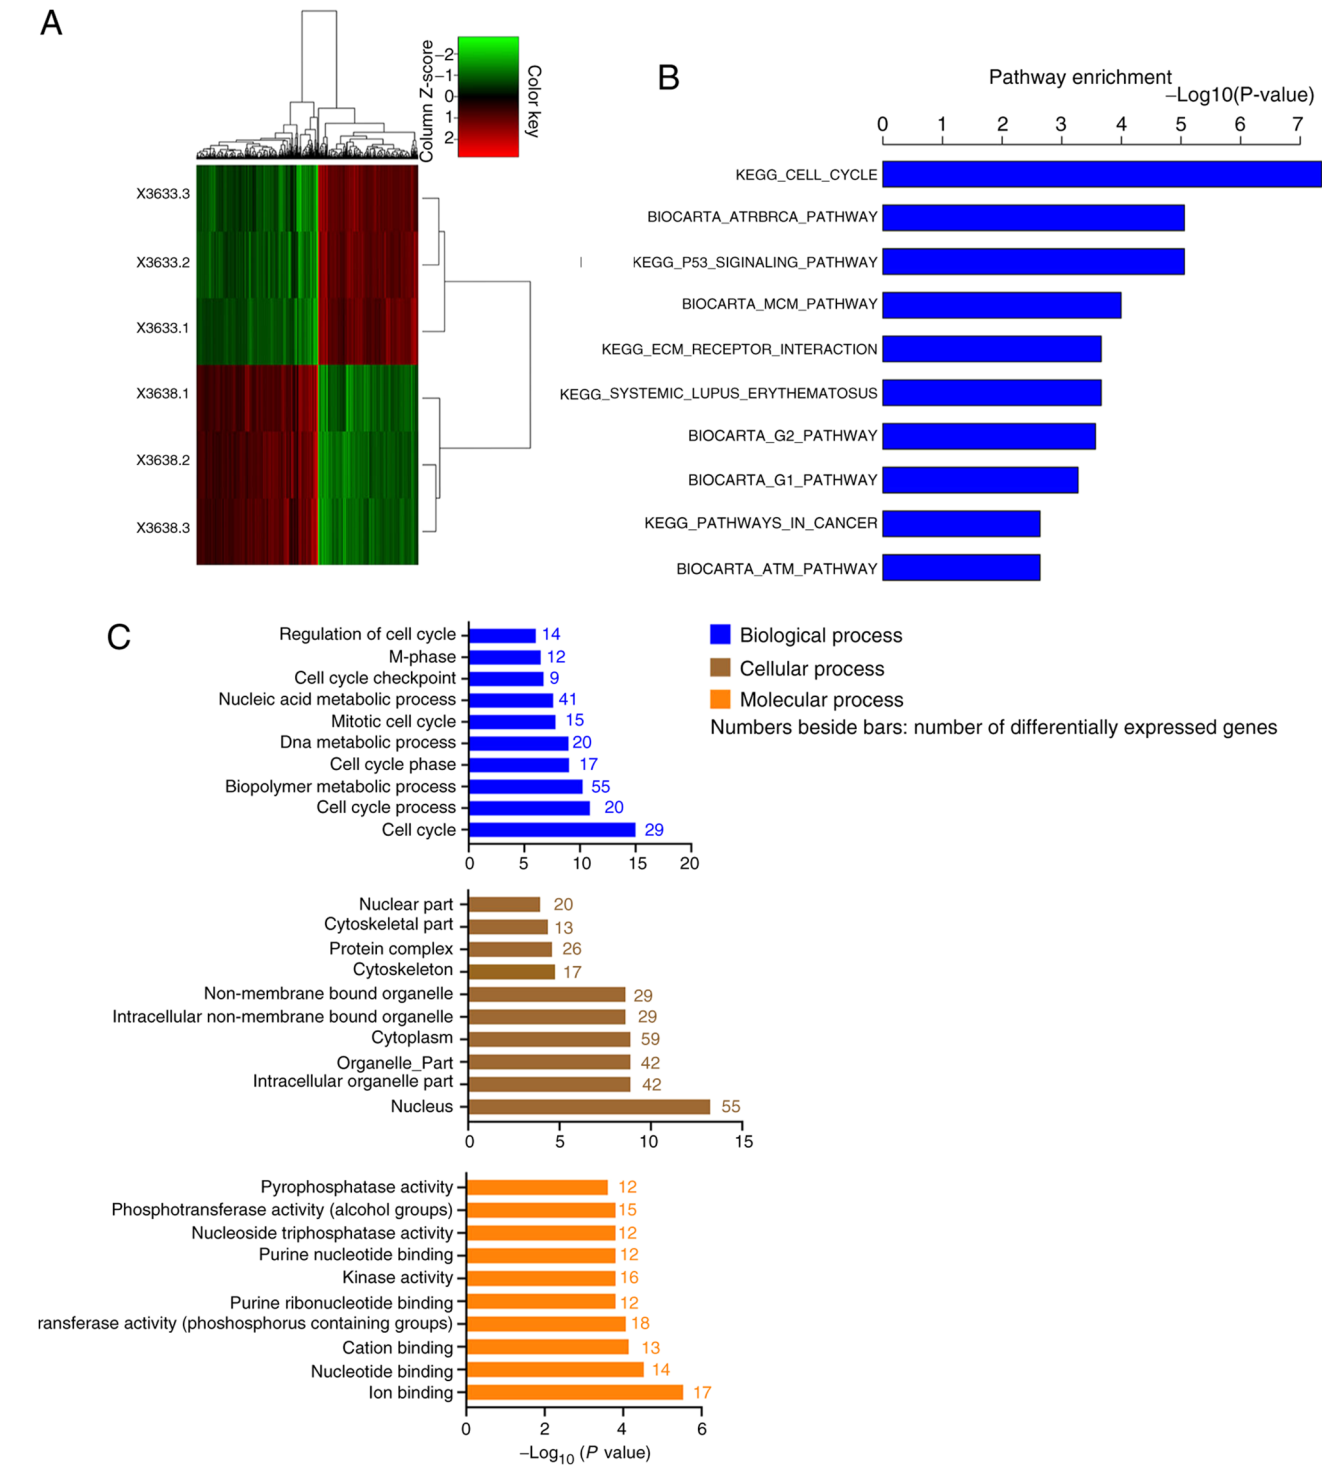 A
Column Z-score
−2
−1
0
1
2
Color key
X3633.3
X3633.2
X3633.1
X3638.1
X3638.2
X3638.3
B
Pathway enrichment
−Log10(P-value)
0 1 2 3 4 5 6 7
KEGG_CELL_CYCLE
BIOCARTA_ATRBRCA_PATHWAY
KEGG_P53_SIGINALING_PATHWAY
BIOCARTA_MCM_PATHWAY
KEGG_ECM_RECEPTOR_INTERACTION
KEGG_SYSTEMIC_LUPUS_ERYTHEMATOSUS
BIOCARTA_G2_PATHWAY
BIOCARTA_G1_PATHWAY
KEGG_PATHWAYS_IN_CANCER
BIOCARTA_ATM_PATHWAY
C
Regulation of cell cycle 14
M-phase 12
Cell cycle checkpoint 9
Nucleic acid metabolic process 41
Mitotic cell cycle 15
Dna metabolic process 20
Cell cycle phase 17
Biopolymer metabolic process 55
Cell cycle process 20
Cell cycle 29
0 5 10 15 20
Biological process
Cellular process
Molecular process
Numbers beside bars: number of differentially expressed genes
Nuclear part 20
Cytoskeletal part 13
Protein complex 26
Cytoskeleton 17
Non-membrane bound organelle 29
Intracellular non-membrane bound organelle 29
Cytoplasm 59
Organelle_Part 42
Intracellular organelle part 42
Nucleus 55
0 5 10 15
Pyrophosphatase activity 12
Phosphotransferase activity (alcohol groups) 15
Nucleoside triphosphatase activity 12
Purine nucleotide binding 12
Kinase activity 16
Purine ribonucleotide binding 12
ransferase activity (phoshosphorus containing groups) 18
Cation binding 13
Nucleotide binding 14
Ion binding 17
0 2 4 6
−Log10 (P value)